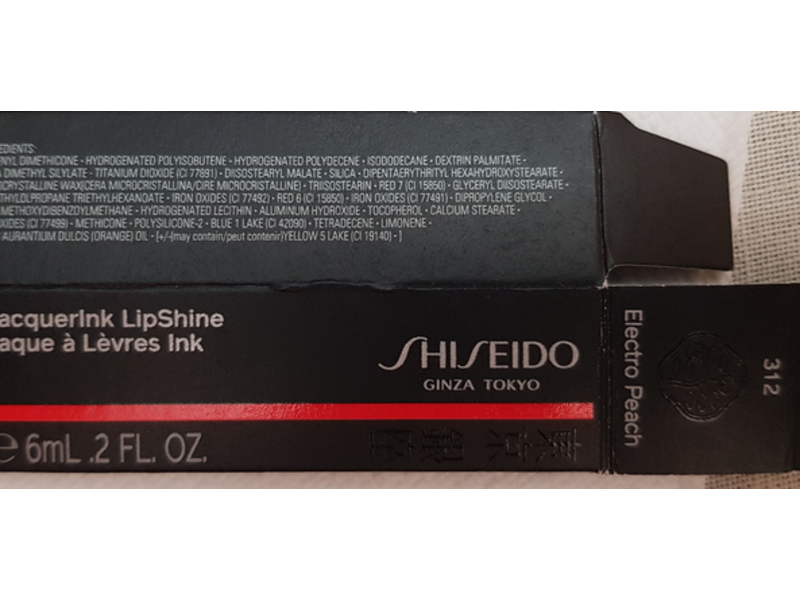 EDIENTS:
ENYL DIMETHICONE • HYDROGENATED POLYISOBUTENE • HYDROGENATED POLYDECENE • ISODODECANE • DEXTRIN PALMITATE •
DIMETHYL SILYLATE • TITANIUM DIOXIDE (CI 77891) • DIISOSTEARYL MALATE • SILICA • DIPENTAERYTHRITYL HEXAHYDROXYSTEARATE •
CRYSTALLINE WAX(CERA MICROCRISTALLINA/CIRE MICROCRISTALLINE) • TRIISOSTEARIN • RED 7 (CI 15850) • GLYCERYL DIISOSTEARATE •
THYLOLPROPANE TRIETHYLHEXANOATE • IRON OXIDES (CI 77492) • RED 6 (CI 15850) • IRON OXIDES (CI 77491) • DIPROPYLENE GLYCOL •
METHOXYDIBENZOYLMETHANE • HYDROGENATED LECITHIN • ALUMINUM HYDROXIDE • TOCOPHEROL • CALCIUM STEARATE •
OXIDES (CI 77499) • METHICONE • POLYSILICONE-2 • BLUE 1 LAKE (CI 42090) • TETRADECENE • LIMONENE •
AURANTIUM DULCIS (ORANGE) OIL • [+/-(may contain/peut contenir)YELLOW 5 LAKE (CI 19140) • ]
acquerInk LipShine
aque à Lèvres Ink
SHISEIDO
GINZA TOKYO
e 6mL .2 FL. OZ.
東京銀座
Electro Peach
312